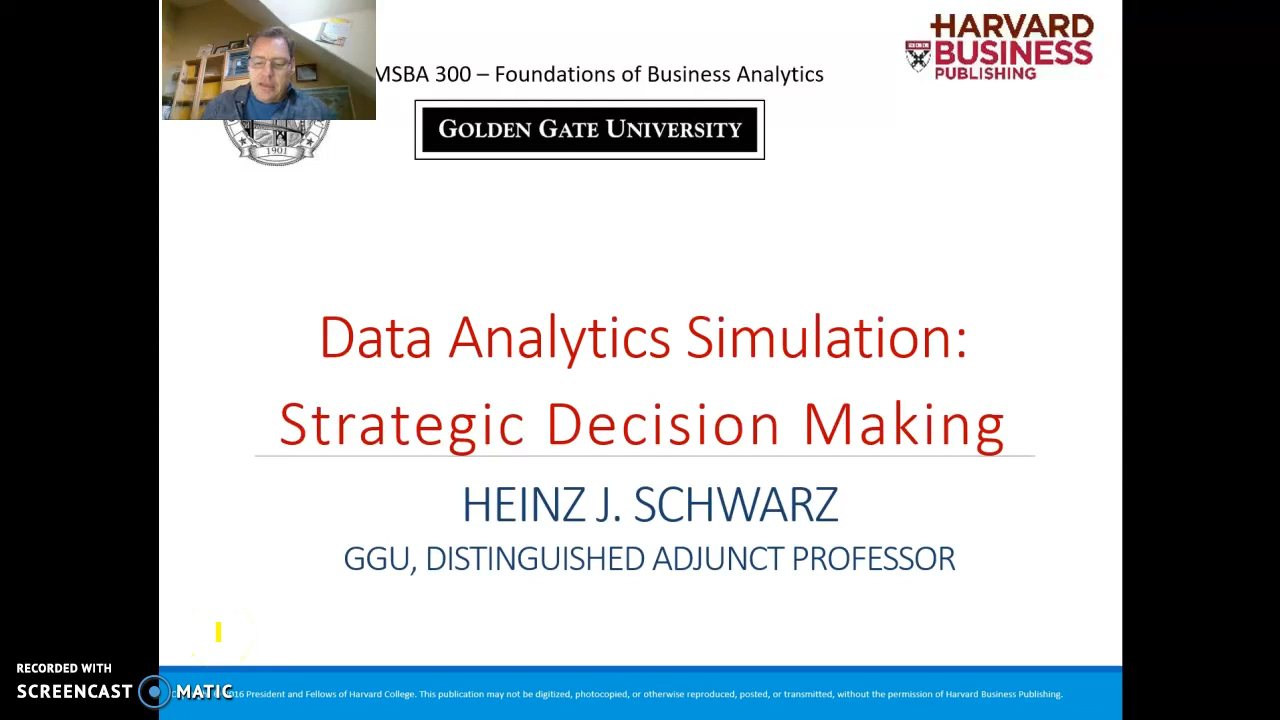 HARVARD
BUSINESS
PUBLISHING
MSBA 300 – Foundations of Business Analytics
GOLDEN GATE UNIVERSITY
1901
Data Analytics Simulation:
Strategic Decision Making
HEINZ J. SCHWARZ
GGU, DISTINGUISHED ADJUNCT PROFESSOR
RECORDED WITH
SCREENCAST MATIC
President and Fellows of Harvard College. This publication may not be digitized, photocopied, or otherwise reproduced, posted, or transmitted, without the permission of Harvard Business Publishing.